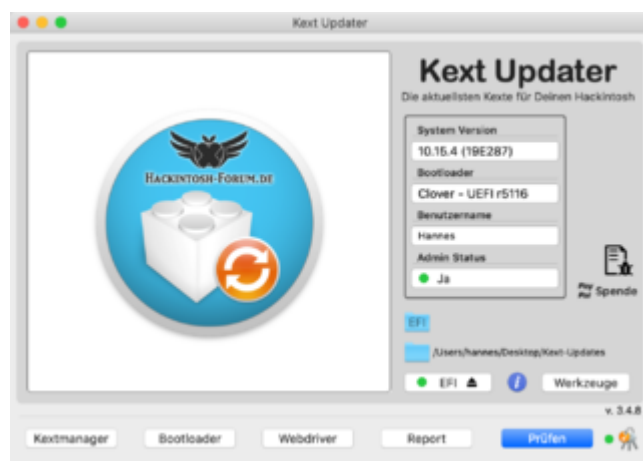 Kext Updater
HACKINTOSH-FORUM.DE
Kext Updater
Die aktuellsten Kexte für Deinen Hackintosh
System Version
10.15.4 (19E287)
Bootloader
Clover - UEFI r5116
Benutzername
Hannes
Admin Status
Ja
Pay Pal Spende
EFI
/Users/hannes/Desktop/Kext-Updates
EFI
Werkzeuge
v. 3.4.8
Kextmanager
Bootloader
Webdriver
Report
Prüfen